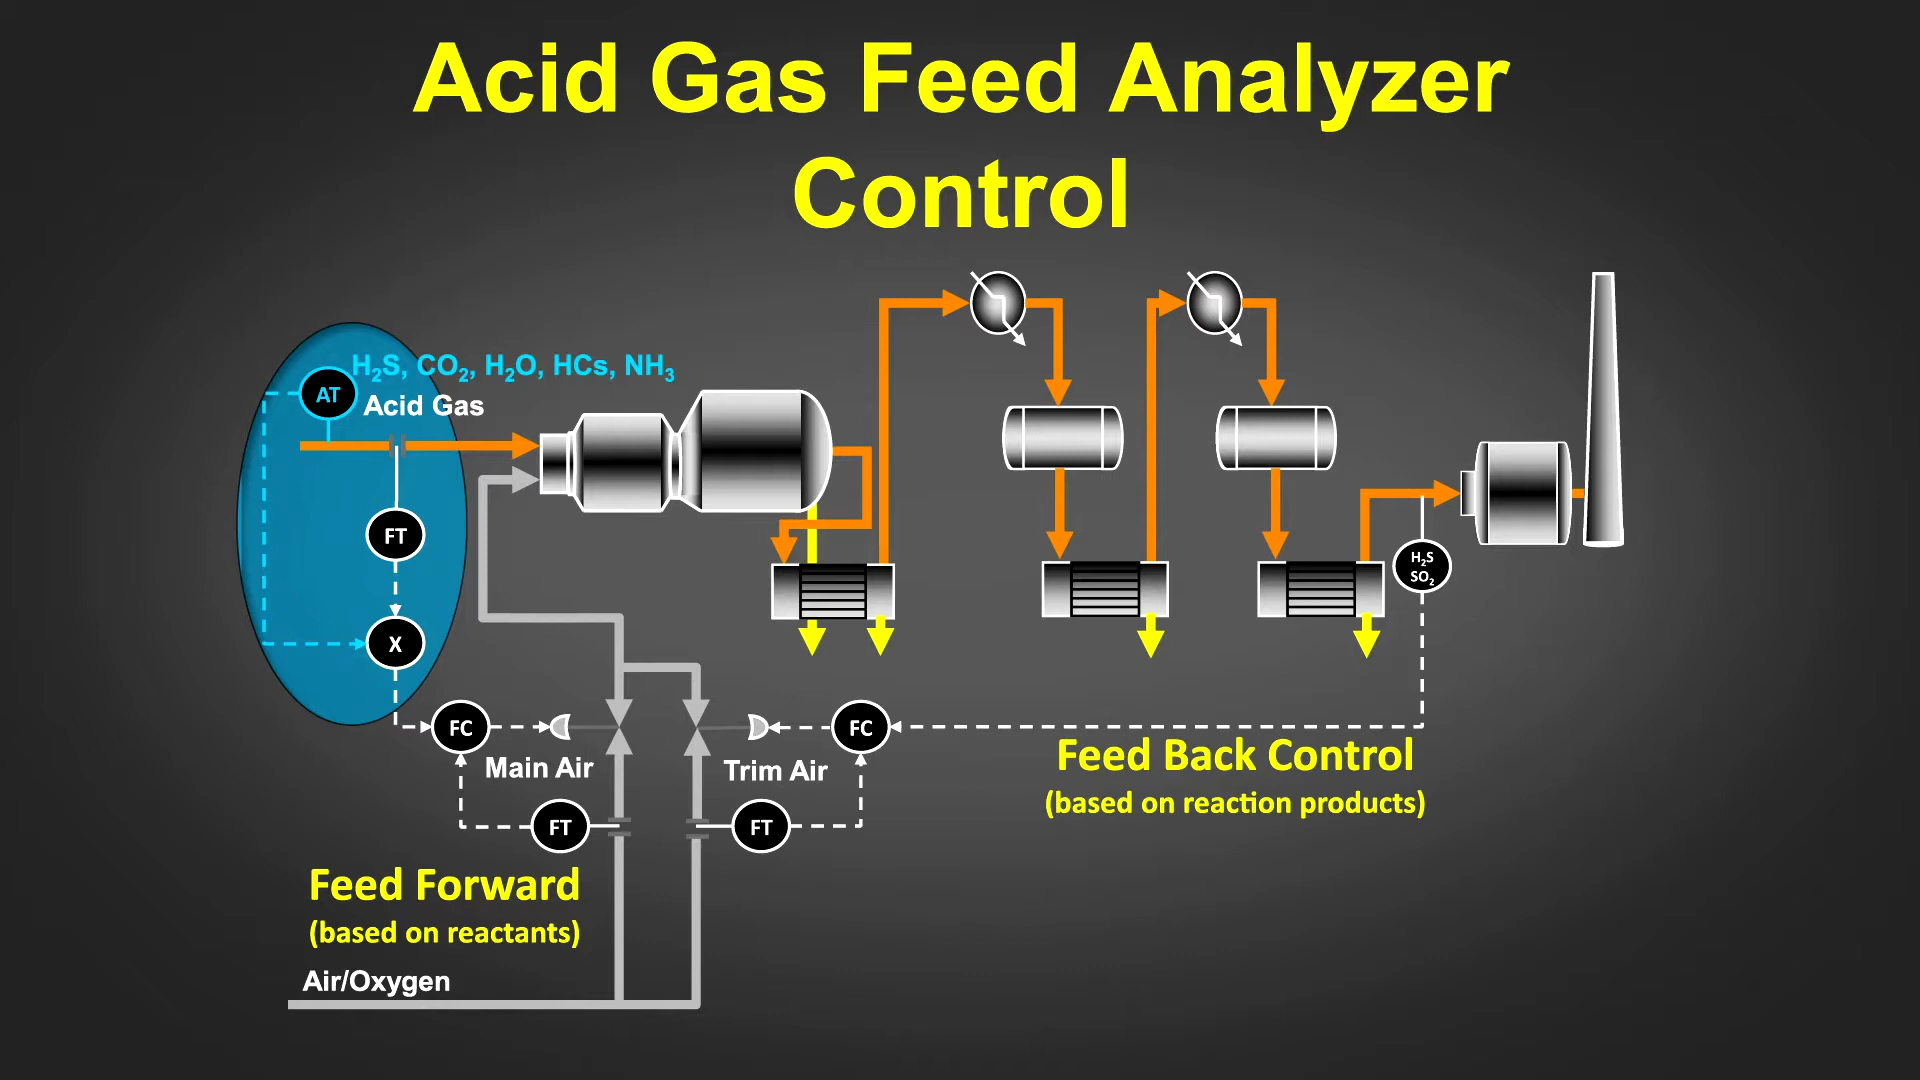 Acid Gas Feed Analyzer
Control
H₂S, CO₂, H₂O, HCs, NH₃
AT
Acid Gas
FT
H₂S
SO₂
X
FC
FC
Main Air
Trim Air
Feed Back Control
(based on reaction products)
FT
FT
Feed Forward
(based on reactants)
Air/Oxygen